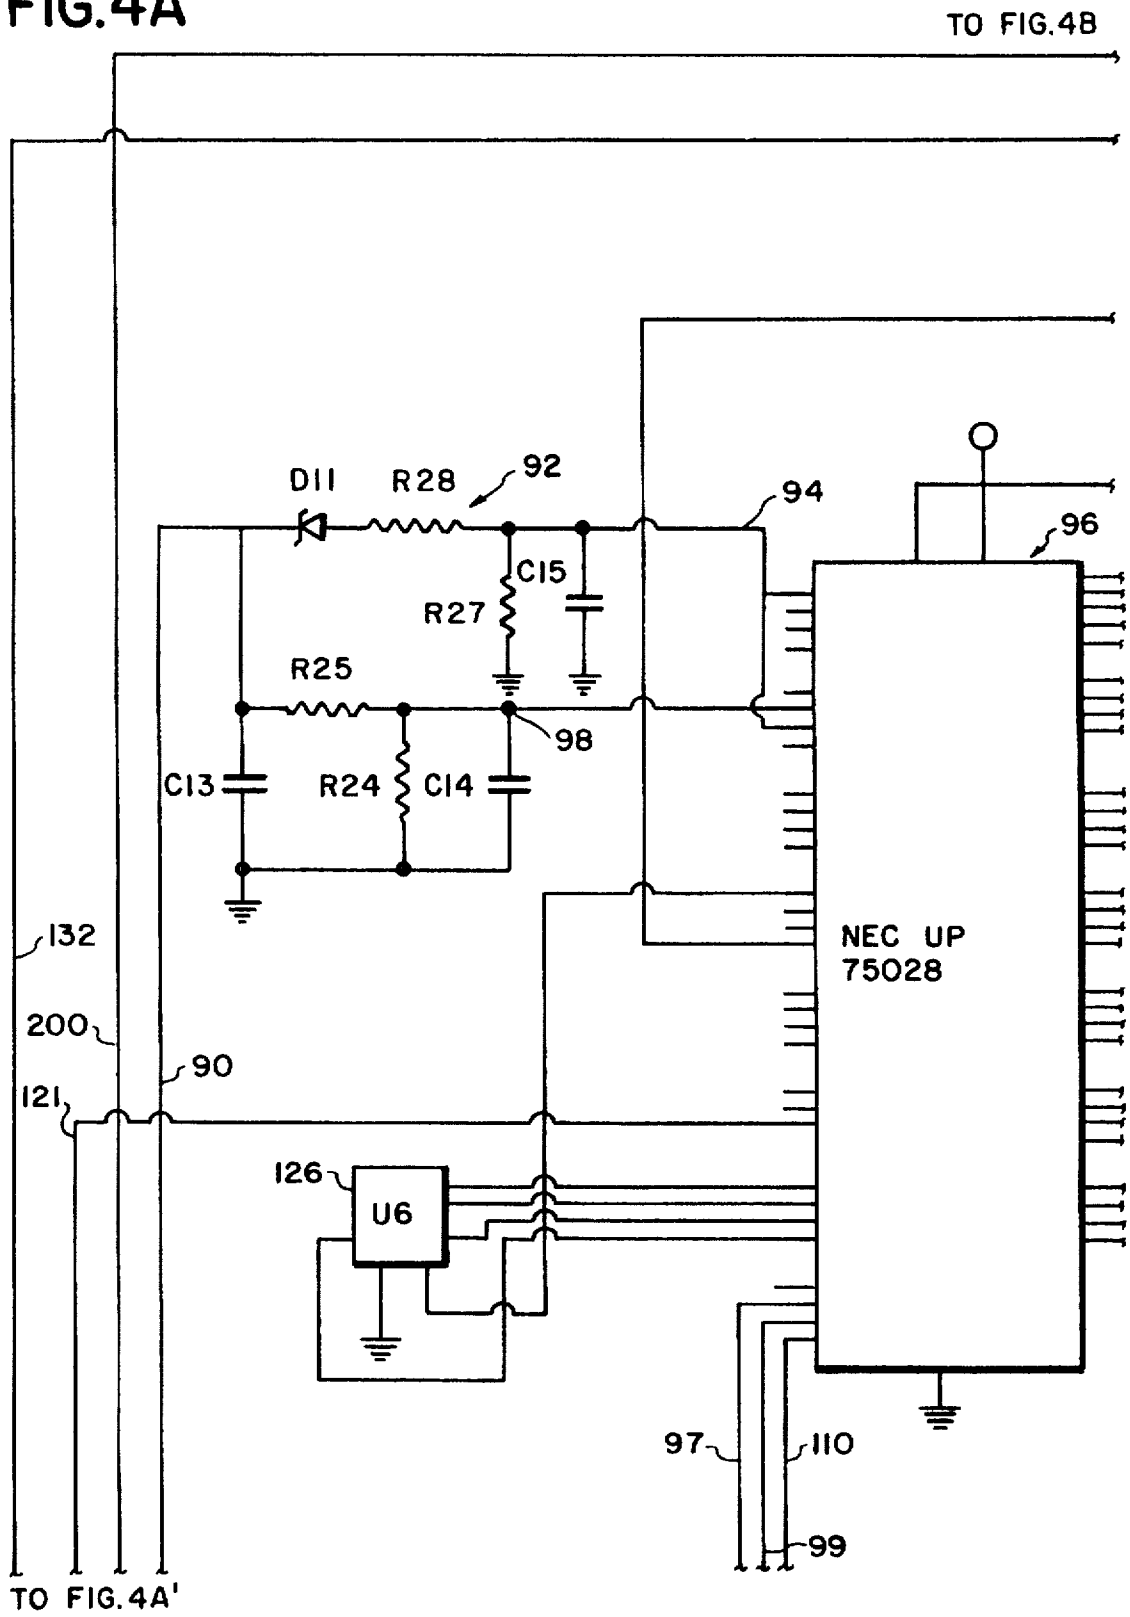 FIG.4A
TO FIG.4B
D11
R28
92
94
96
C15
R27
R25
98
C13
R24
C14
132
NEC UP
75028
200
90
121
126
U6
97
110
99
TO FIG.4A'